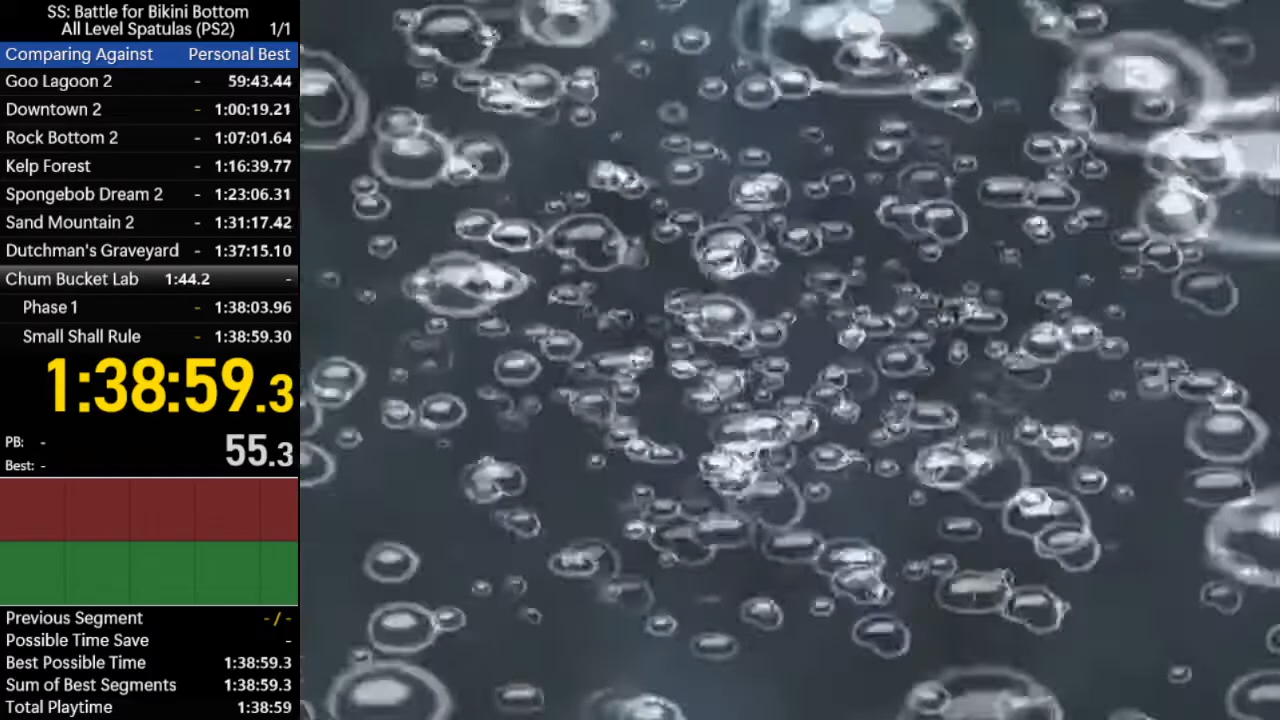 SS: Battle for Bikini Bottom
All Level Spatulas (PS2) 1/1
Comparing Against Personal Best
Goo Lagoon 2 - 59:43.44
Downtown 2 - 1:00:19.21
Rock Bottom 2 - 1:07:01.64
Kelp Forest - 1:16:39.77
Spongebob Dream 2 - 1:23:06.31
Sand Mountain 2 - 1:31:17.42
Dutchman's Graveyard - 1:37:15.10
Chum Bucket Lab 1:44.2 -
Phase 1 - 1:38:03.96
Small Shall Rule - 1:38:59.30
1:38:59.3
PB: - 55.3
Best: -
Previous Segment - / -
Possible Time Save -
Best Possible Time 1:38:59.3
Sum of Best Segments 1:38:59.3
Total Playtime 1:38:59